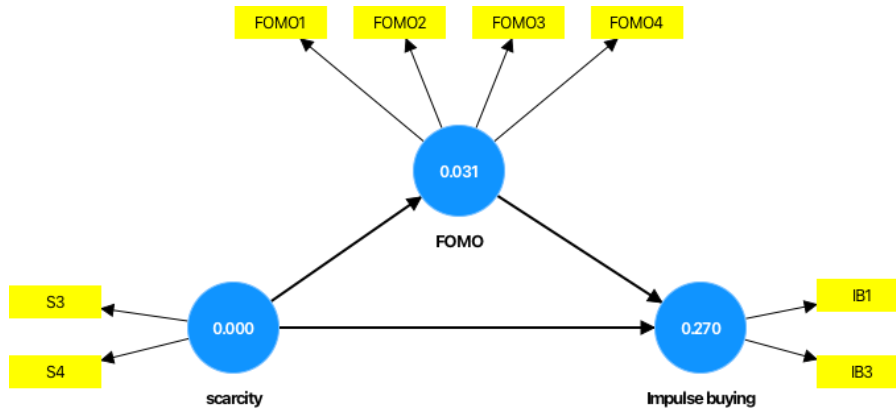 FOMO1
FOMO2
FOMO3
FOMO4
0.031
FOMO
S3
S4
0.000
scarcity
0.270
Impulse buying
IB1
IB3